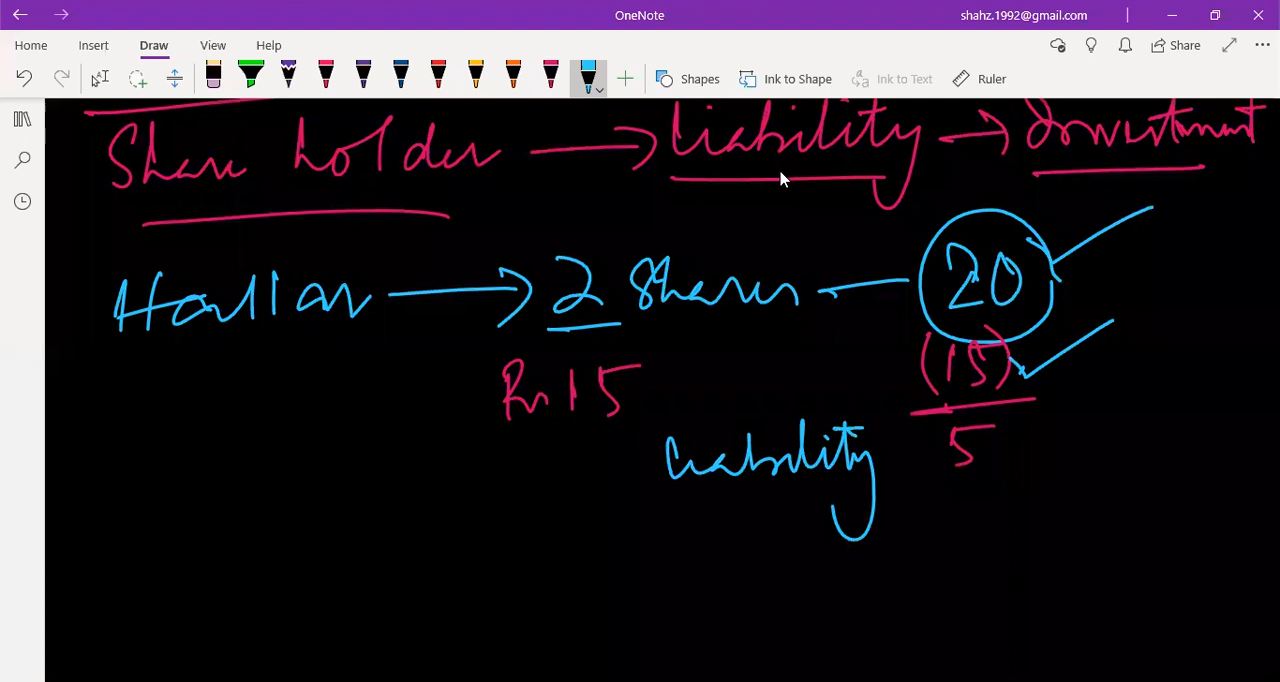 OneNote
shahz.1992@gmail.com
Home Insert Draw View Help
Share
Shapes Ink to Shape Ink to Text Ruler
Share holder → Liability → Investment
→ 2 Shares — 20
Rs 15 (15)
5
Liability